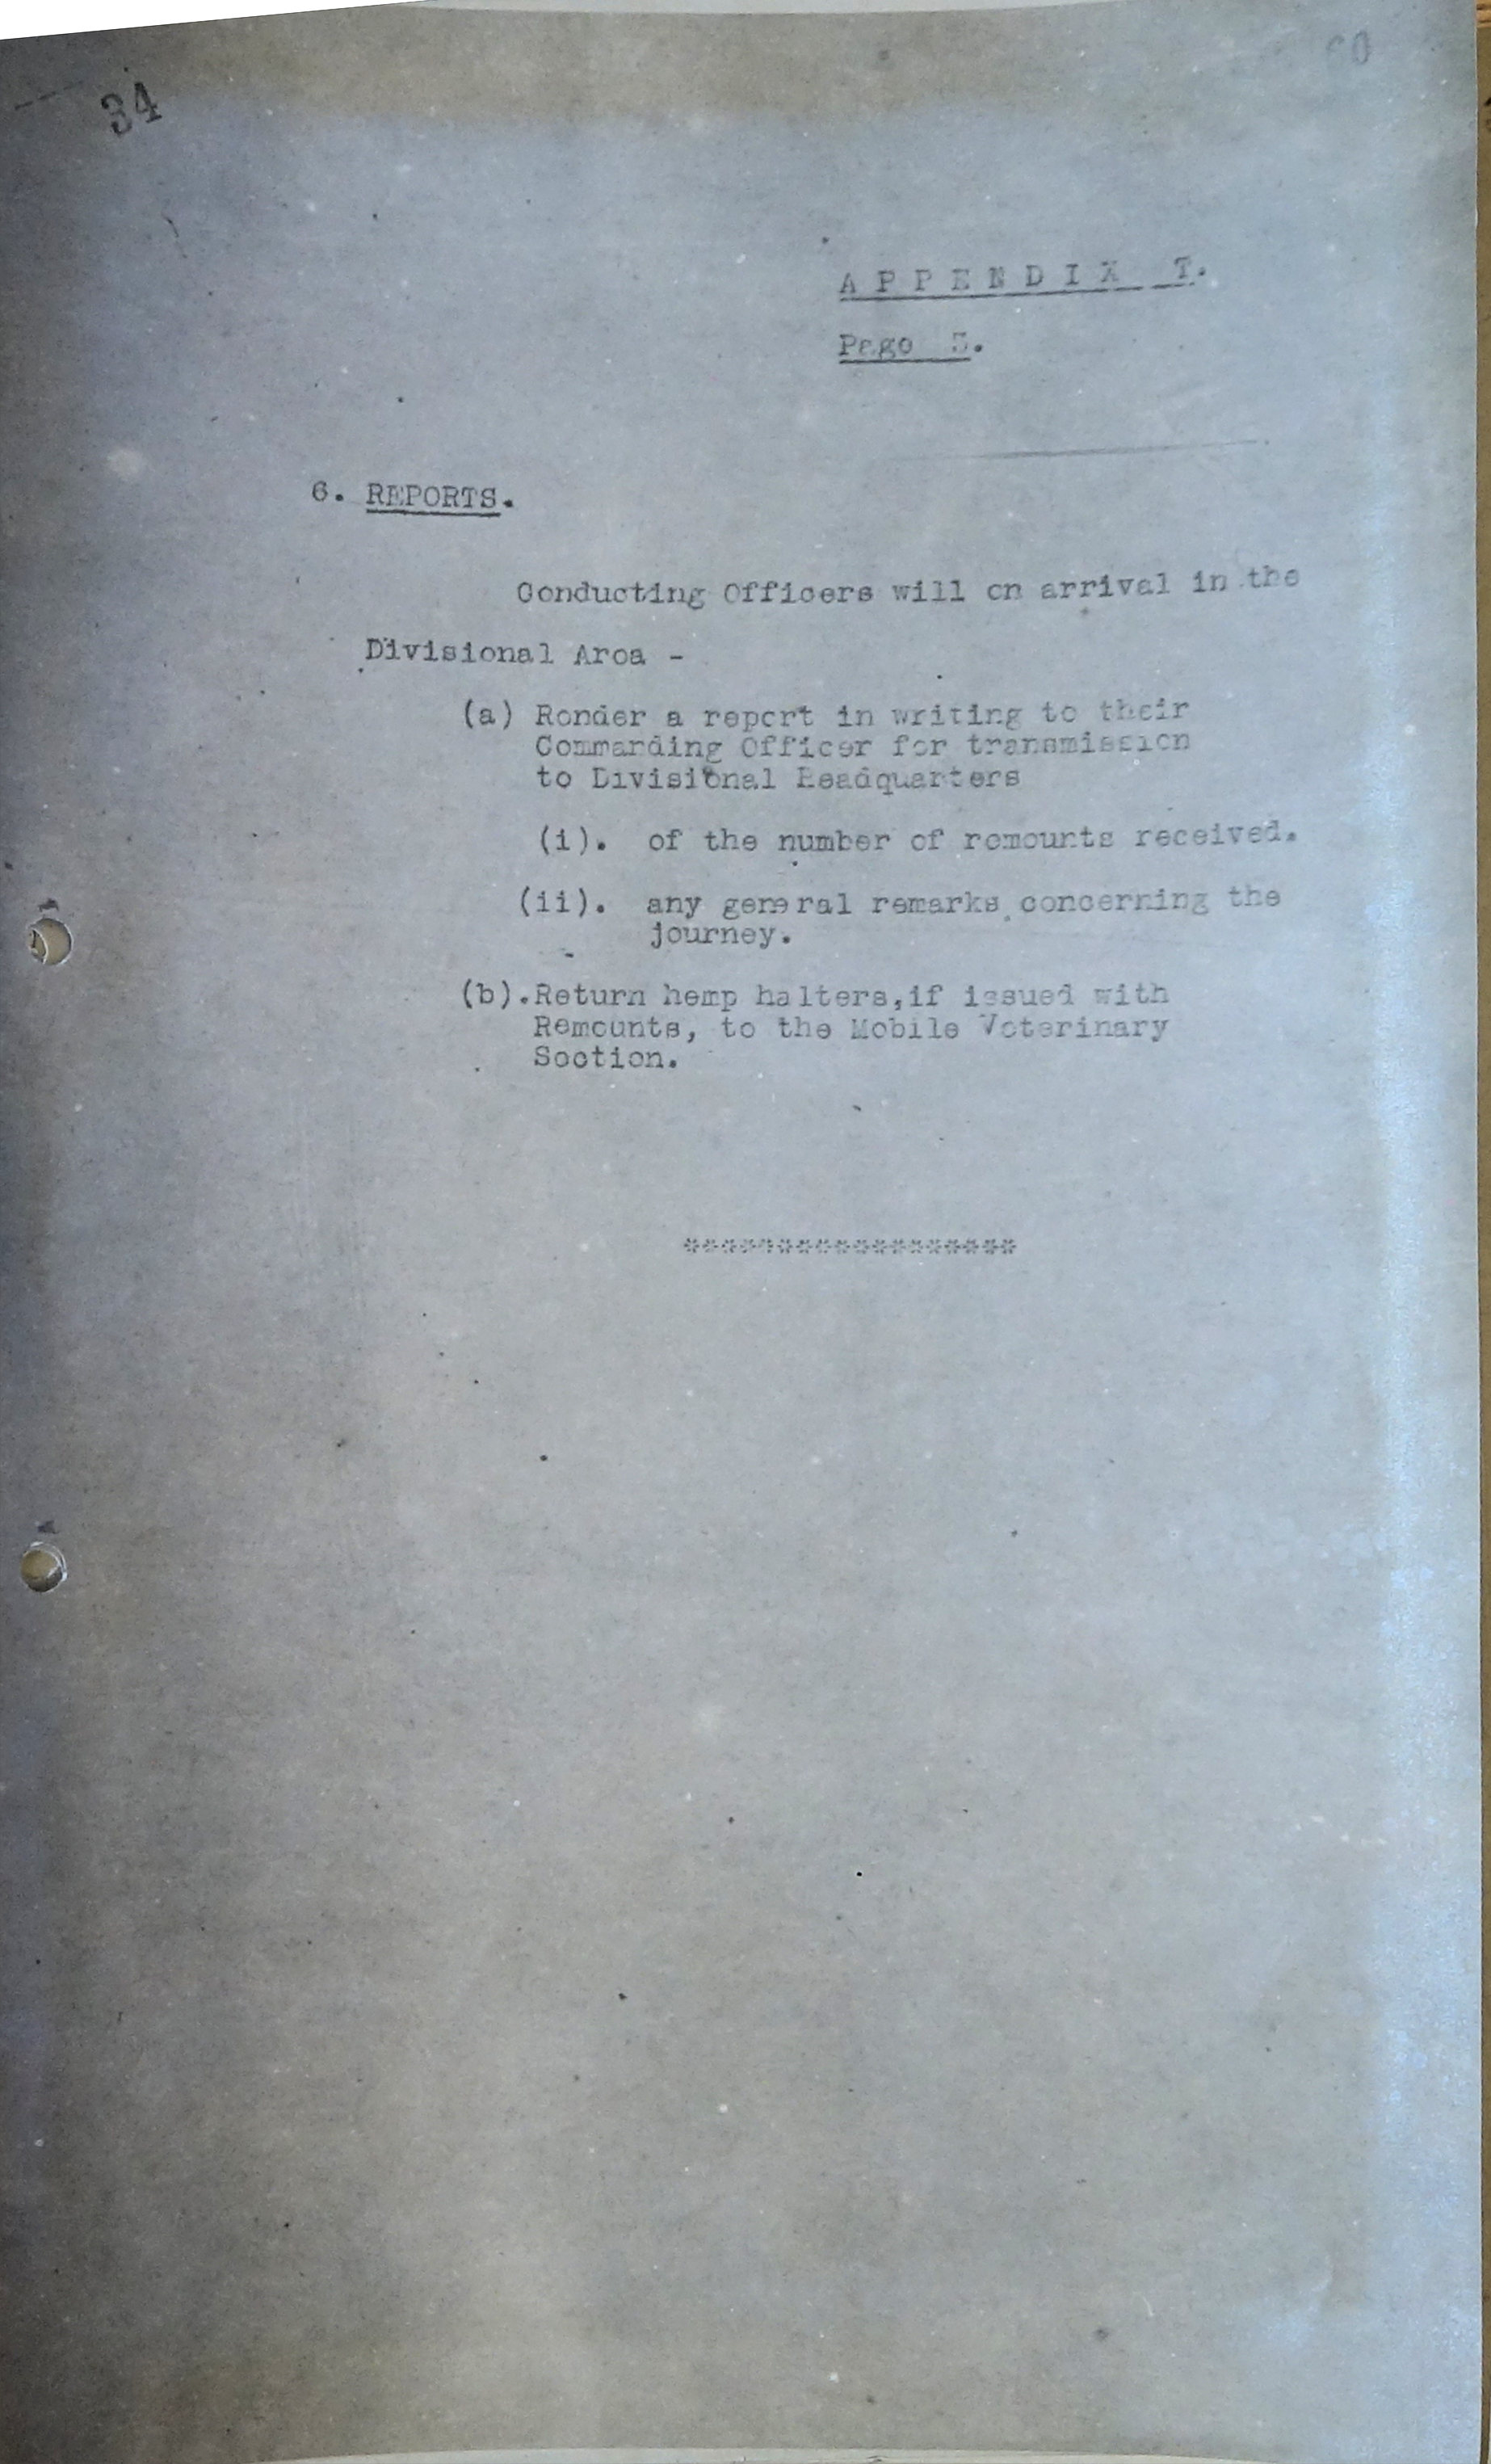 34
A P P E N D I X T.
Page 5.
6. REPORTS.
Conducting Officers will on arrival in the
Divisional Area -
(a) Render a report in writing to their
Commanding Officer for transmission
to Divisional Headquarters
(i). of the number of remounts received.
(ii). any general remarks concerning the
journey.
(b). Return hemp halters, if issued with
Remounts, to the Mobile Veterinary
Section.
******************